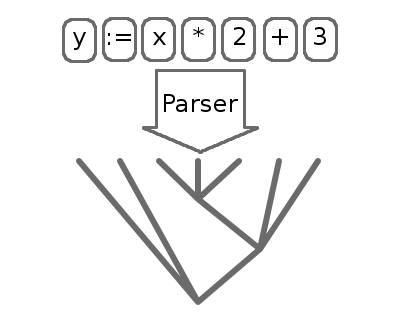 y := x * 2 + 3
Parser